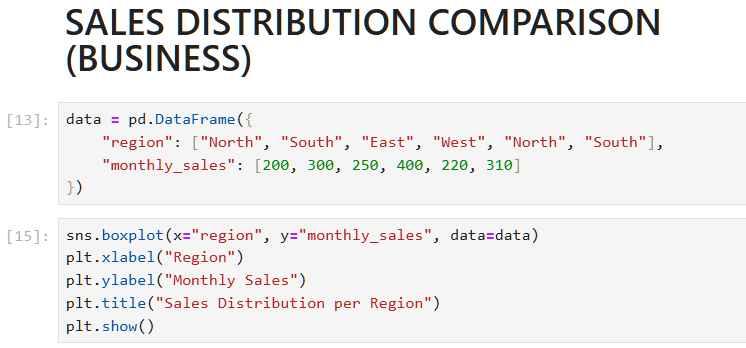 SALES DISTRIBUTION COMPARISON
(BUSINESS)
[13]: data = pd.DataFrame({
    "region": ["North", "South", "East", "West", "North", "South"],
    "monthly_sales": [200, 300, 250, 400, 220, 310]
})
[15]: sns.boxplot(x="region", y="monthly_sales", data=data)
plt.xlabel("Region")
plt.ylabel("Monthly Sales")
plt.title("Sales Distribution per Region")
plt.show()